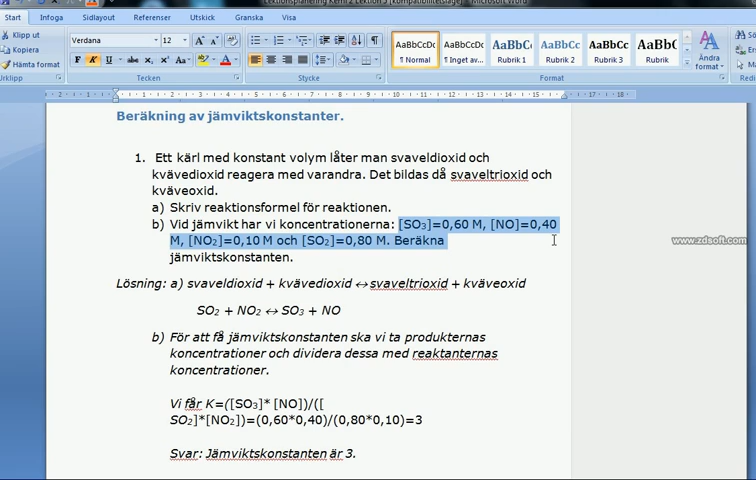 Start
Infoga
Sidlayout
Referenser
Utskick
Granska
Visa
Klipp ut
Kopiera
Hämta format
Urklipp
Verdana
12
Tecken
Stycke
AaBbCcDc
¶ Normal
AaBbCcDc
¶ Inget av...
AaBbCc
Rubrik 1
AaBbCc
Rubrik 2
AaBbCc
Rubrik 3
AaBb(
Rubrik
Ändra
format
Format
Beräkning av jämviktskonstanter.
1. Ett kärl med konstant volym låter man svaveldioxid och
kvävedioxid reagera med varandra. Det bildas då svaveltrioxid och
kväveoxid.
a) Skriv reaktionsformel för reaktionen.
b) Vid jämvikt har vi koncentrationerna: [SO₃]=0,60 M, [NO]=0,40
M, [NO₂]=0,10 M och [SO₂]=0,80 M. Beräkna
jämviktskonstanten.
www.zdsoft.com
Lösning: a) svaveldioxid + kvävedioxid ↔ svaveltrioxid + kväveoxid
SO₂ + NO₂ ↔ SO₃ + NO
b) För att få jämviktskonstanten ska vi ta produkternas
koncentrationer och dividera dessa med reaktanternas
koncentrationer.
Vi får K=([SO₃]* [NO])/([
SO₂]*[NO₂])=(0,60*0,40)/(0,80*0,10)=3
Svar: Jämviktskonstanten är 3.